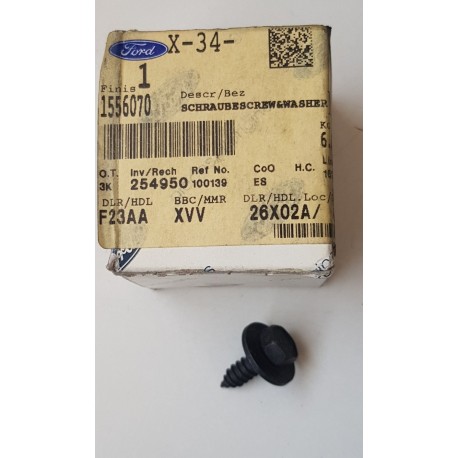 Ford X-34-
1
Finis Descr/Bez
1556070 SCHRAUBESCREW&WASHER
6
O.T. Inv/Rech Ref No. CoO H.C.
3K 254950 100139 ES
DLR/HDL BBC/MMR DLR/HDL.Loc/
F23AA XVV 26X02A/